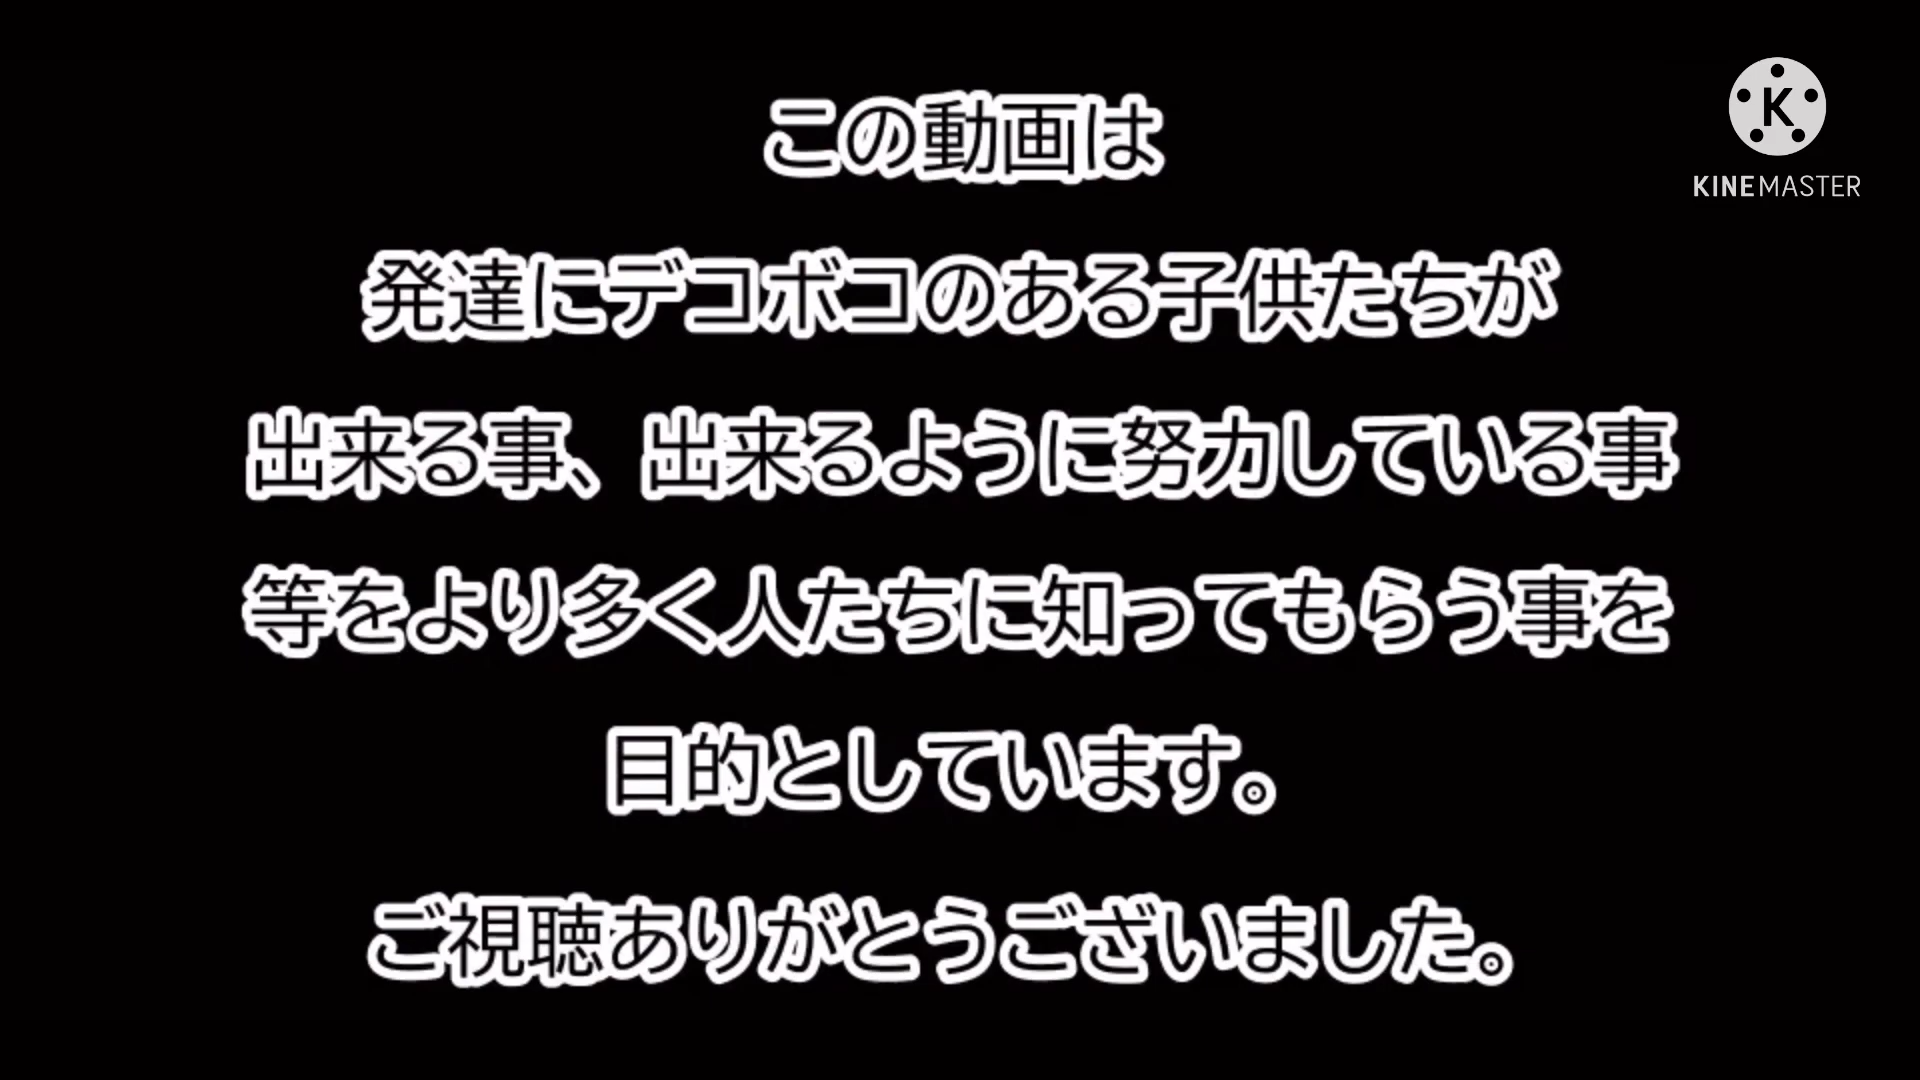 この動画は
発達にデコボコのある子供たちが
出来る事、出来るように努力している事
等をより多く人たちに知ってもらう事を
目的としています。
ご視聴ありがとうございました。
K
KINEMASTER